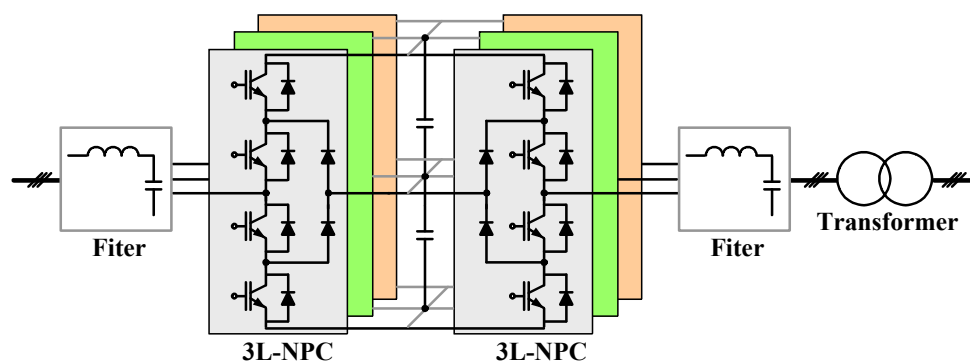 Fiter
3L-NPC
3L-NPC
Fiter
Transformer